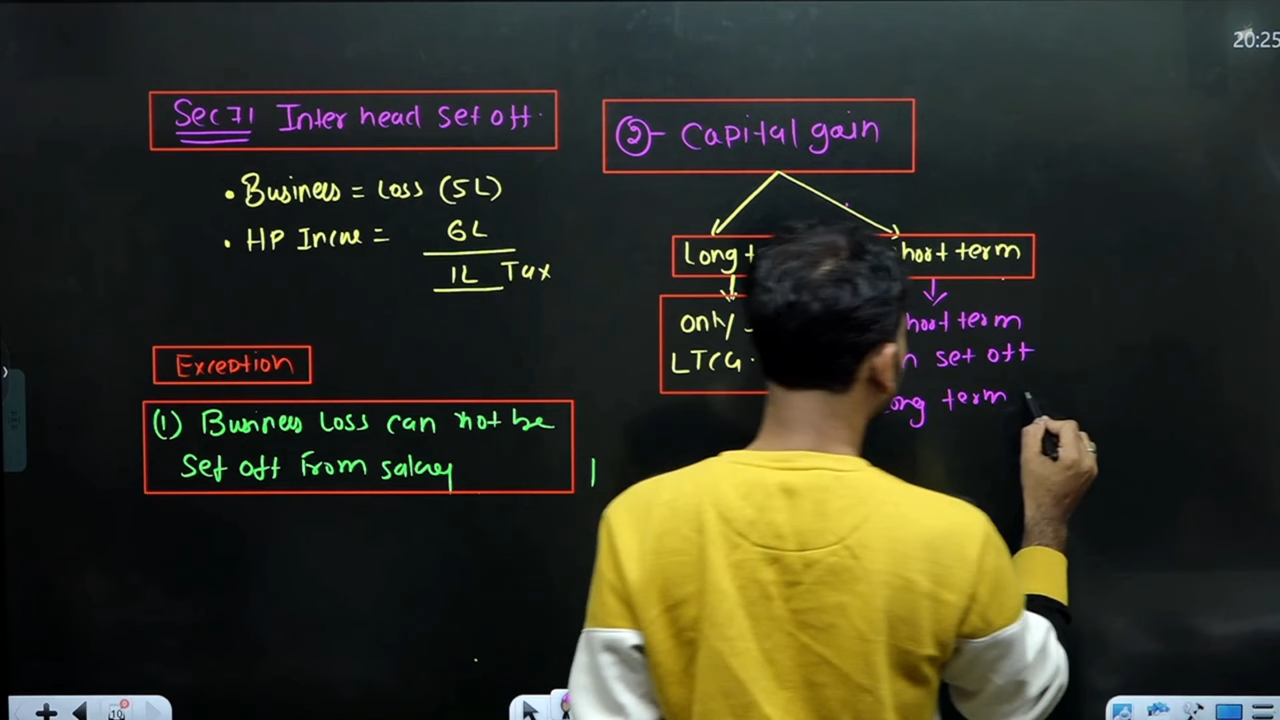 20:25
Sec 71 Inter head set off.
• Business = Loss (5L)
• HP Incme = 6L
1L Tax
Exception
(1) Business Loss can not be
set off from salary
②- Capital gain
Long
hort term
only
LTCG
hort term
set off
ong term
19